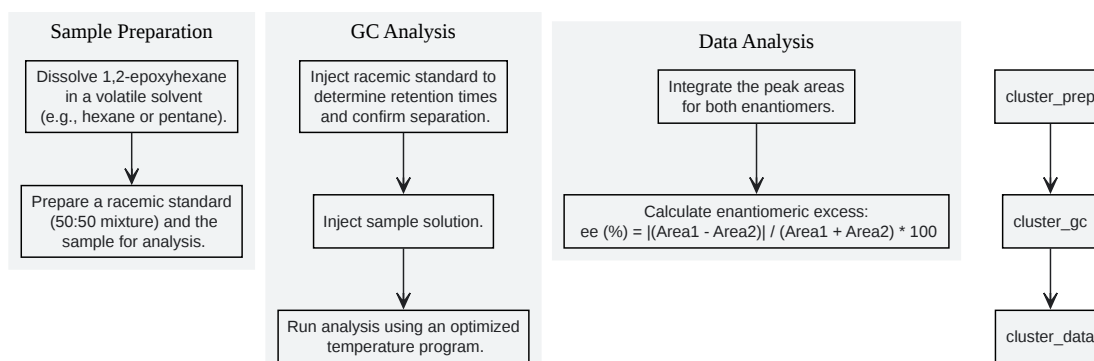 Sample Preparation
Dissolve 1,2-epoxyhexane
in a volatile solvent
(e.g., hexane or pentane).
Prepare a racemic standard
(50:50 mixture) and the
sample for analysis.
GC Analysis
Inject racemic standard to
determine retention times
and confirm separation.
Inject sample solution.
Run analysis using an optimized
temperature program.
Data Analysis
Integrate the peak areas
for both enantiomers.
Calculate enantiomeric excess:
ee (%) = |(Area1 - Area2)| / (Area1 + Area2) * 100
cluster_prep
cluster_gc
cluster_data